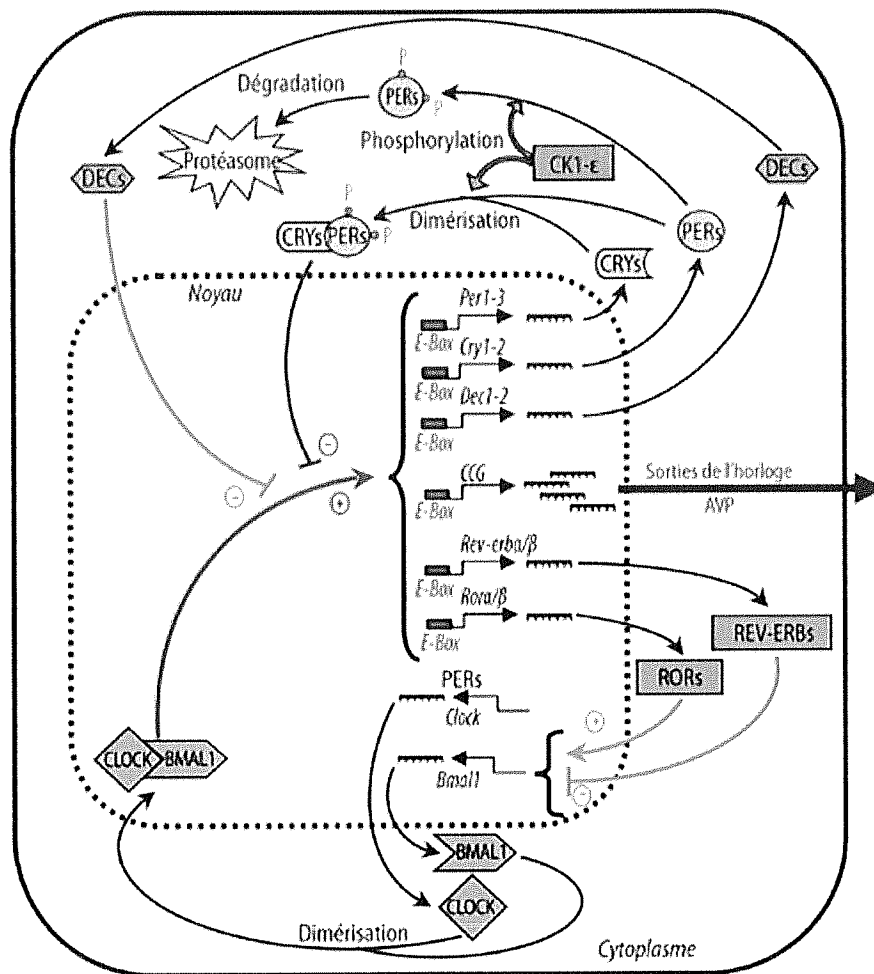 Dégradation
P
PERs
P
Phosphorylation
Protéasome
CK1-ε
DECs
DECs
P
Dimérisation
CRYs
PERs
P
PERs
CRYs
Noyau
Per1-3
E-Box
Cry1-2
E-Box
Dec1-2
E-Box
CCG
E-Box
Sorties de l'horloge
AVP
Rev-erbα/β
E-Box
Rorα/β
E-Box
REV-ERBs
RORs
PERs
Clock
Bmal1
CLOCK
BMAL1
BMAL1
CLOCK
Dimérisation
Cytoplasme